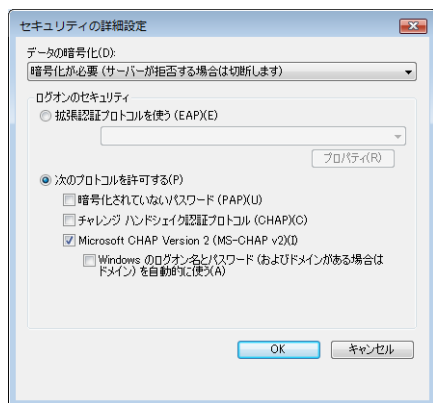 セキュリティの詳細設定
データの暗号化(D):
暗号化が必要 (サーバーが拒否する場合は切断します)
ログオンのセキュリティ
拡張認証プロトコルを使う (EAP)(E)
プロパティ(R)
次のプロトコルを許可する(P)
暗号化されていないパスワード (PAP)(U)
チャレンジ ハンドシェイク認証プロトコル (CHAP)(C)
Microsoft CHAP Version 2 (MS-CHAP v2)(I)
Windows のログオン名とパスワード (およびドメインがある場合は
ドメイン) を自動的に使う(A)
OK
キャンセル